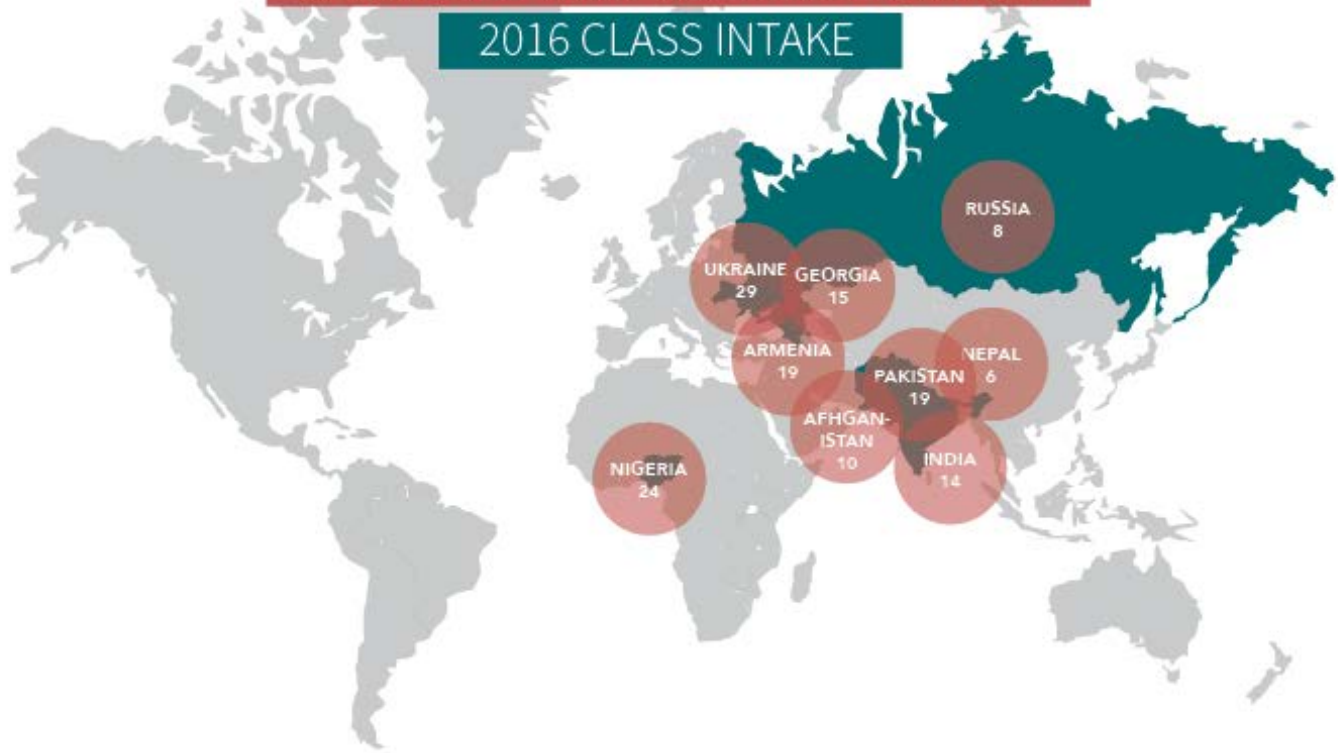 2016 CLASS INTAKE
RUSSIA
8
UKRAINE
29
GEORGIA
15
ARMENIA
19
PAKISTAN
19
NEPAL
6
AFHGAN-
ISTAN
10
INDIA
14
NIGERIA
24